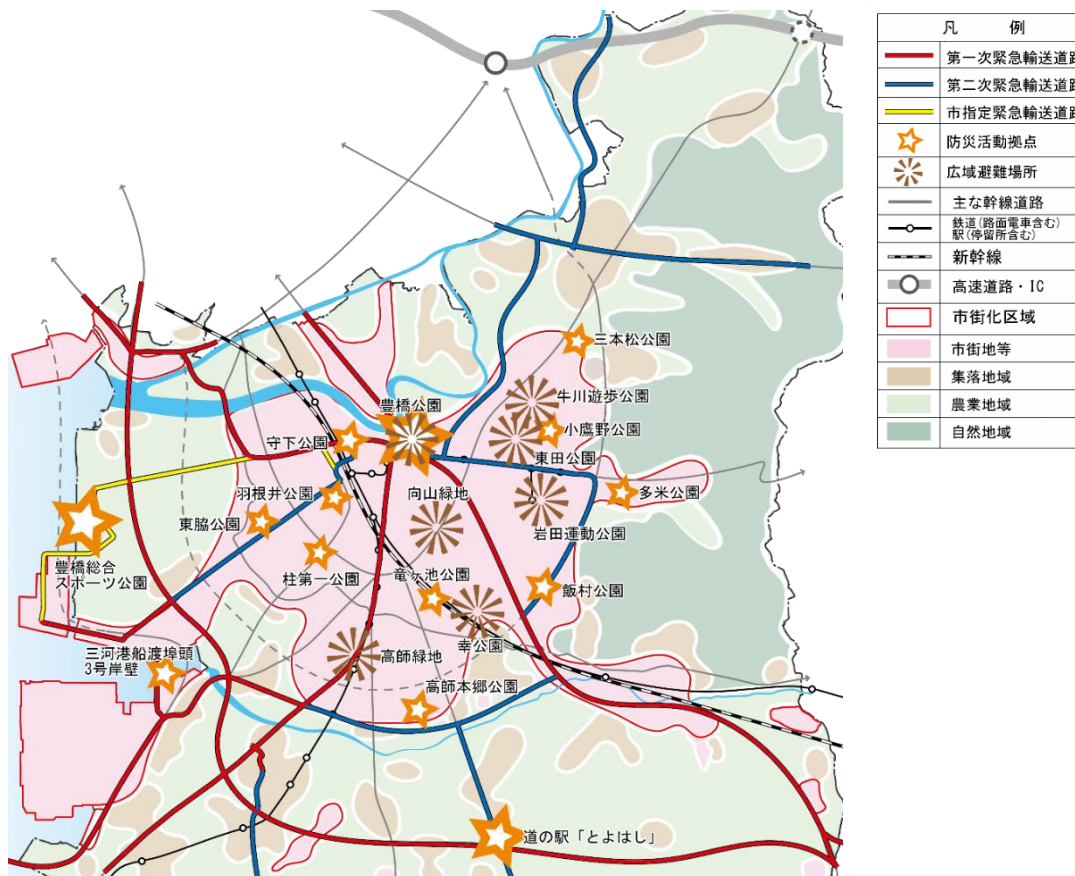 凡 例
第一次緊急輸送道路
第二次緊急輸送道路
市指定緊急輸送道路
防災活動拠点
広域避難場所
主な幹線道路
鉄道(路面電車含む)
駅(停留所含む)
新幹線
高速道路・IC
市街化区域
市街地等
集落地域
農業地域
自然地域
三本松公園
牛川遊歩公園
豊橋公園
小鷹野公園
守下公園
東田公園
羽根井公園
向山緑地
多米公園
東脇公園
岩田運動公園
豊橋総合
スポーツ公園
柱第一公園
竜ヶ池公園
飯村公園
幸公園
三河港船渡埠頭
3号岸壁
高師緑地
高師本郷公園
道の駅「とよはし」